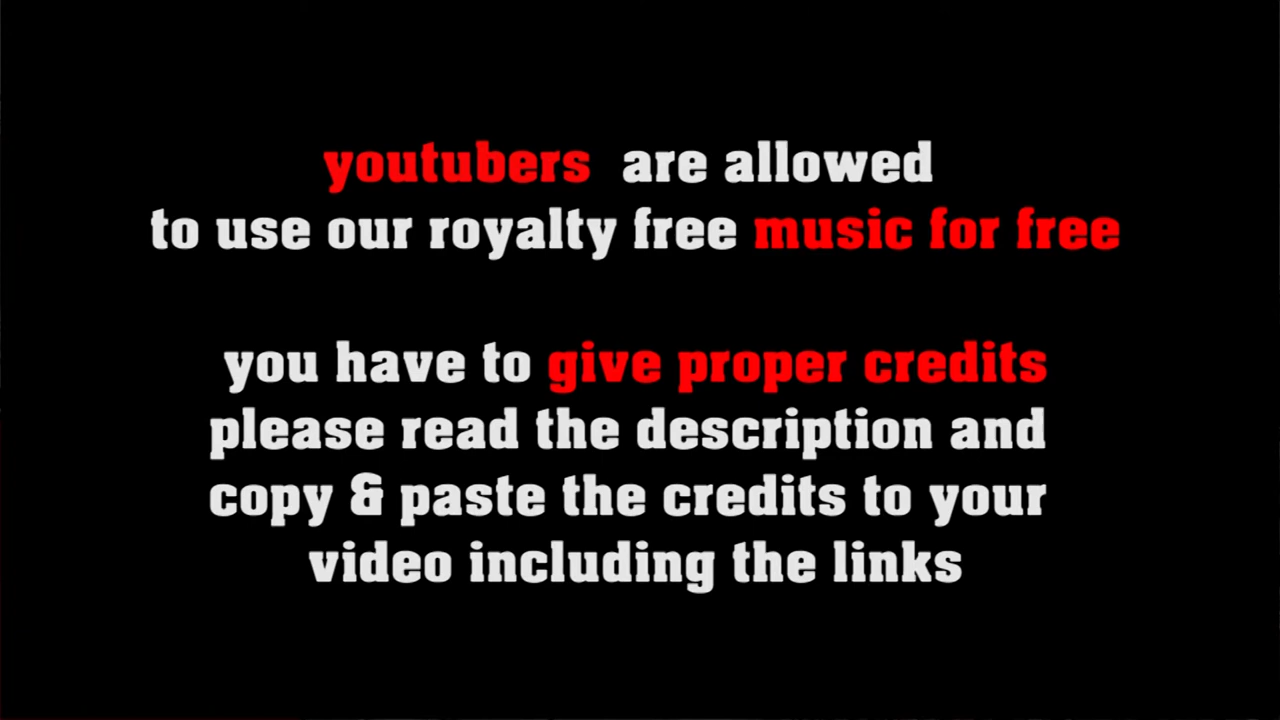 youtubers are allowed
to use our royalty free music for free
you have to give proper credits
please read the description and
copy & paste the credits to your
video including the links